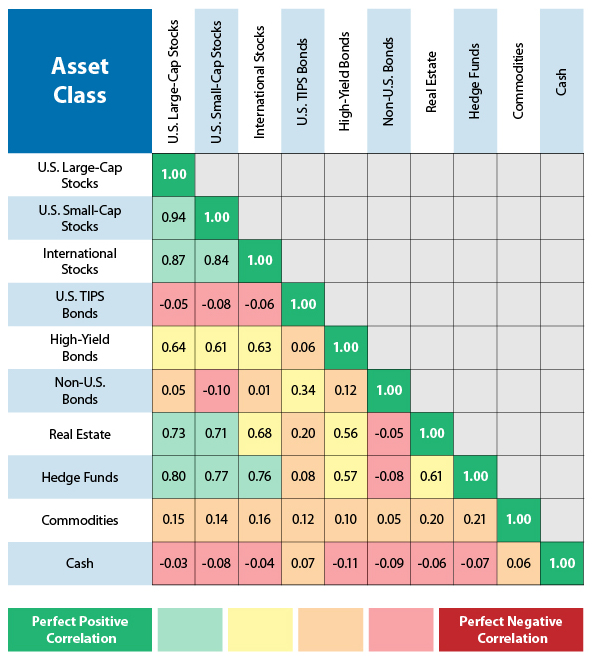 Asset
Class
U.S. Large-Cap Stocks
U.S. Small-Cap Stocks
International Stocks
U.S. TIPS Bonds
High-Yield Bonds
Non-U.S. Bonds
Real Estate
Hedge Funds
Commodities
Cash
U.S. Large-Cap
Stocks
1.00
U.S. Small-Cap
Stocks
0.94 1.00
International
Stocks
0.87 0.84 1.00
U.S. TIPS
Bonds
-0.05 -0.08 -0.06 1.00
High-Yield
Bonds
0.64 0.61 0.63 0.06 1.00
Non-U.S.
Bonds
0.05 -0.10 0.01 0.34 0.12 1.00
Real Estate 0.73 0.71 0.68 0.20 0.56 -0.05 1.00
Hedge Funds 0.80 0.77 0.76 0.08 0.57 -0.08 0.61 1.00
Commodities 0.15 0.14 0.16 0.12 0.10 0.05 0.20 0.21 1.00
Cash -0.03 -0.08 -0.04 0.07 -0.11 -0.09 -0.06 -0.07 0.06 1.00
Perfect Positive
Correlation
Perfect Negative
Correlation